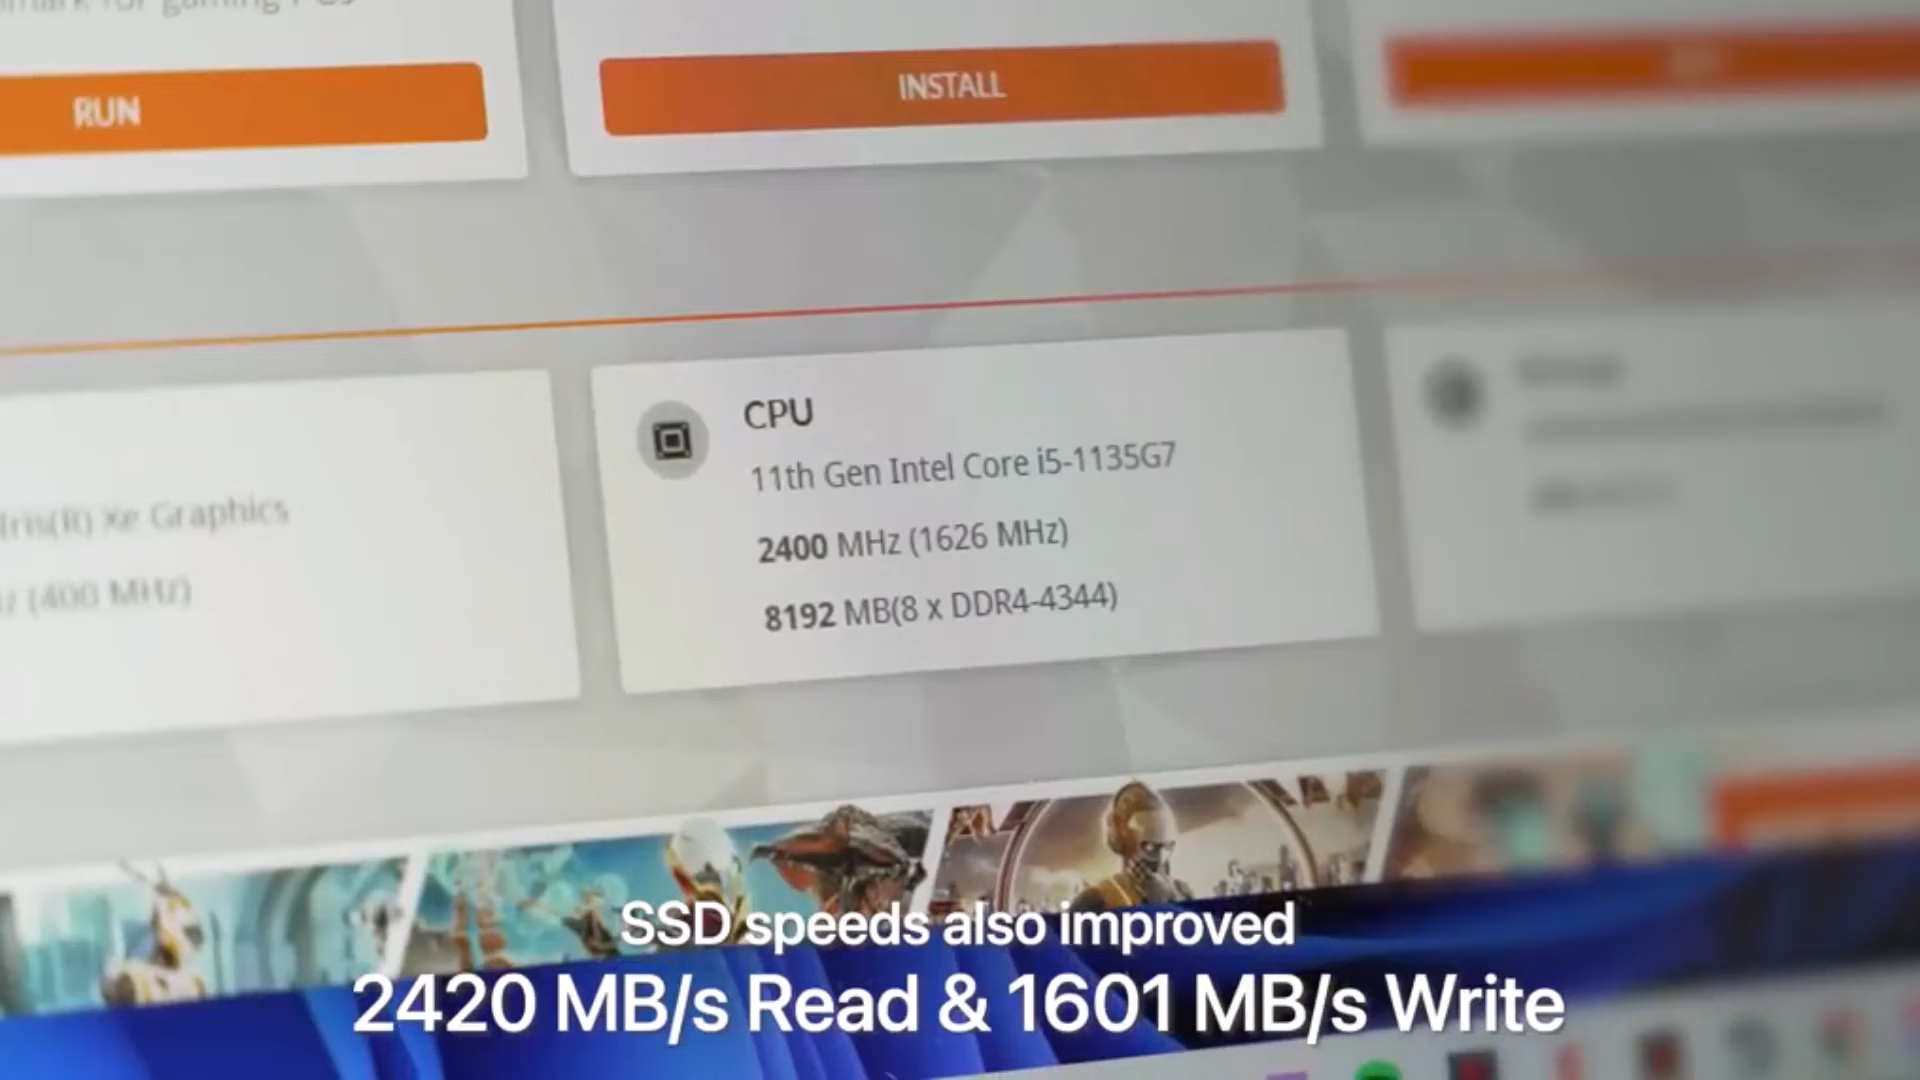 RUN
INSTALL
CPU
11th Gen Intel Core i5-1135G7
2400 MHz (1626 MHz)
8192 MB(8 x DDR4-4344)
Iris(R) Xe Graphics
(400 MHz)
SSD speeds also improved
2420 MB/s Read & 1601 MB/s Write